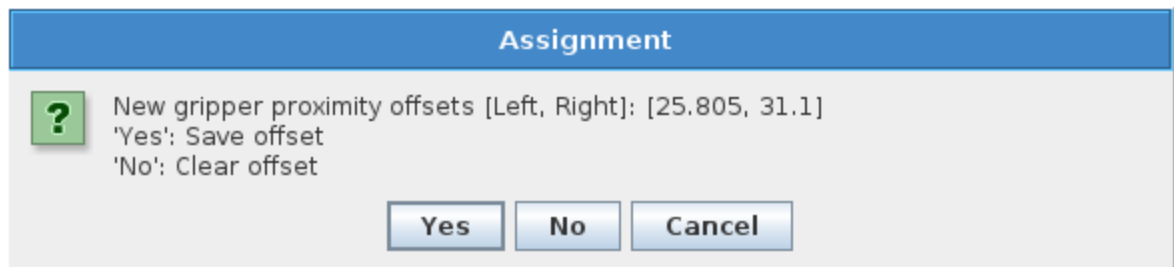 Assignment
?
New gripper proximity offsets [Left, Right]: [25.805, 31.1]
'Yes': Save offset
'No': Clear offset
Yes No Cancel